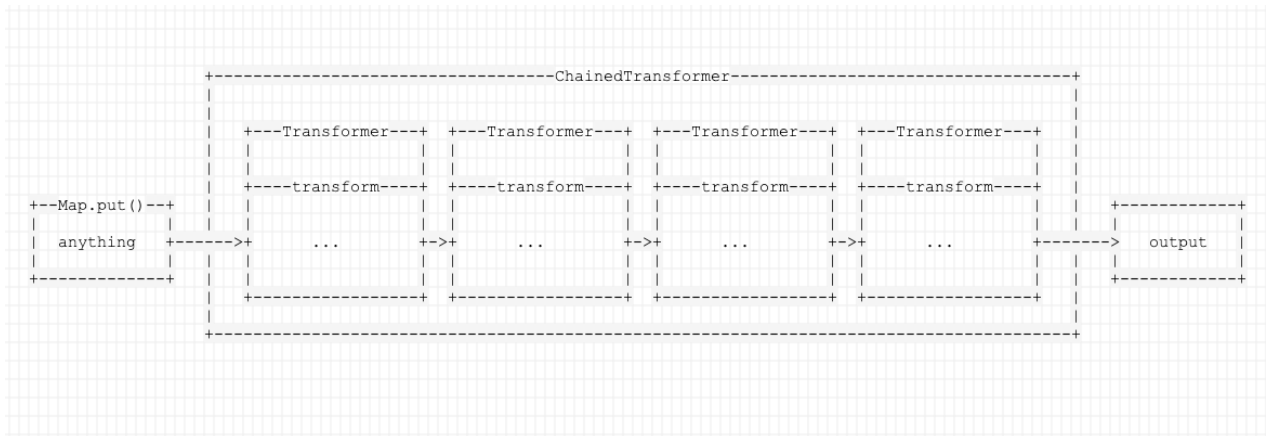 ChainedTransformer
Transformer Transformer Transformer Transformer
transform transform transform transform
Map.put()
anything ... ... ... ... output